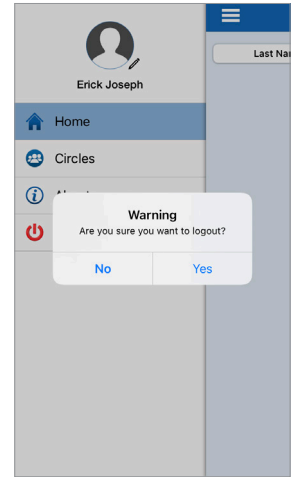 Erick Joseph
Last Na
Home
Circles
Warning
Are you sure you want to logout?
No
Yes